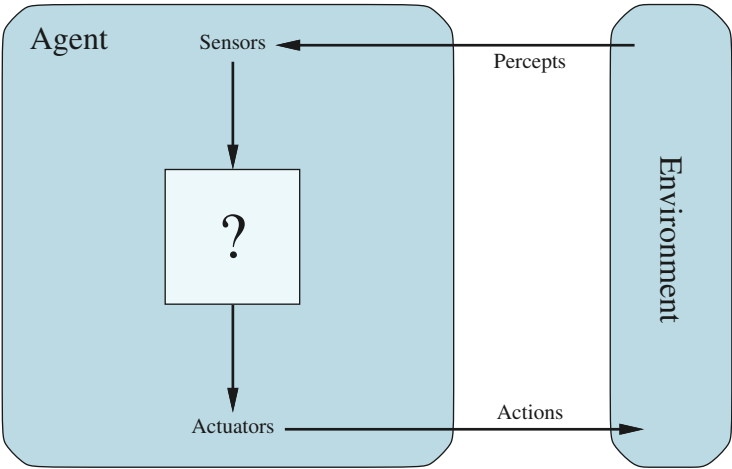 Agent
Sensors
Percepts
?
Environment
Actuators
Actions